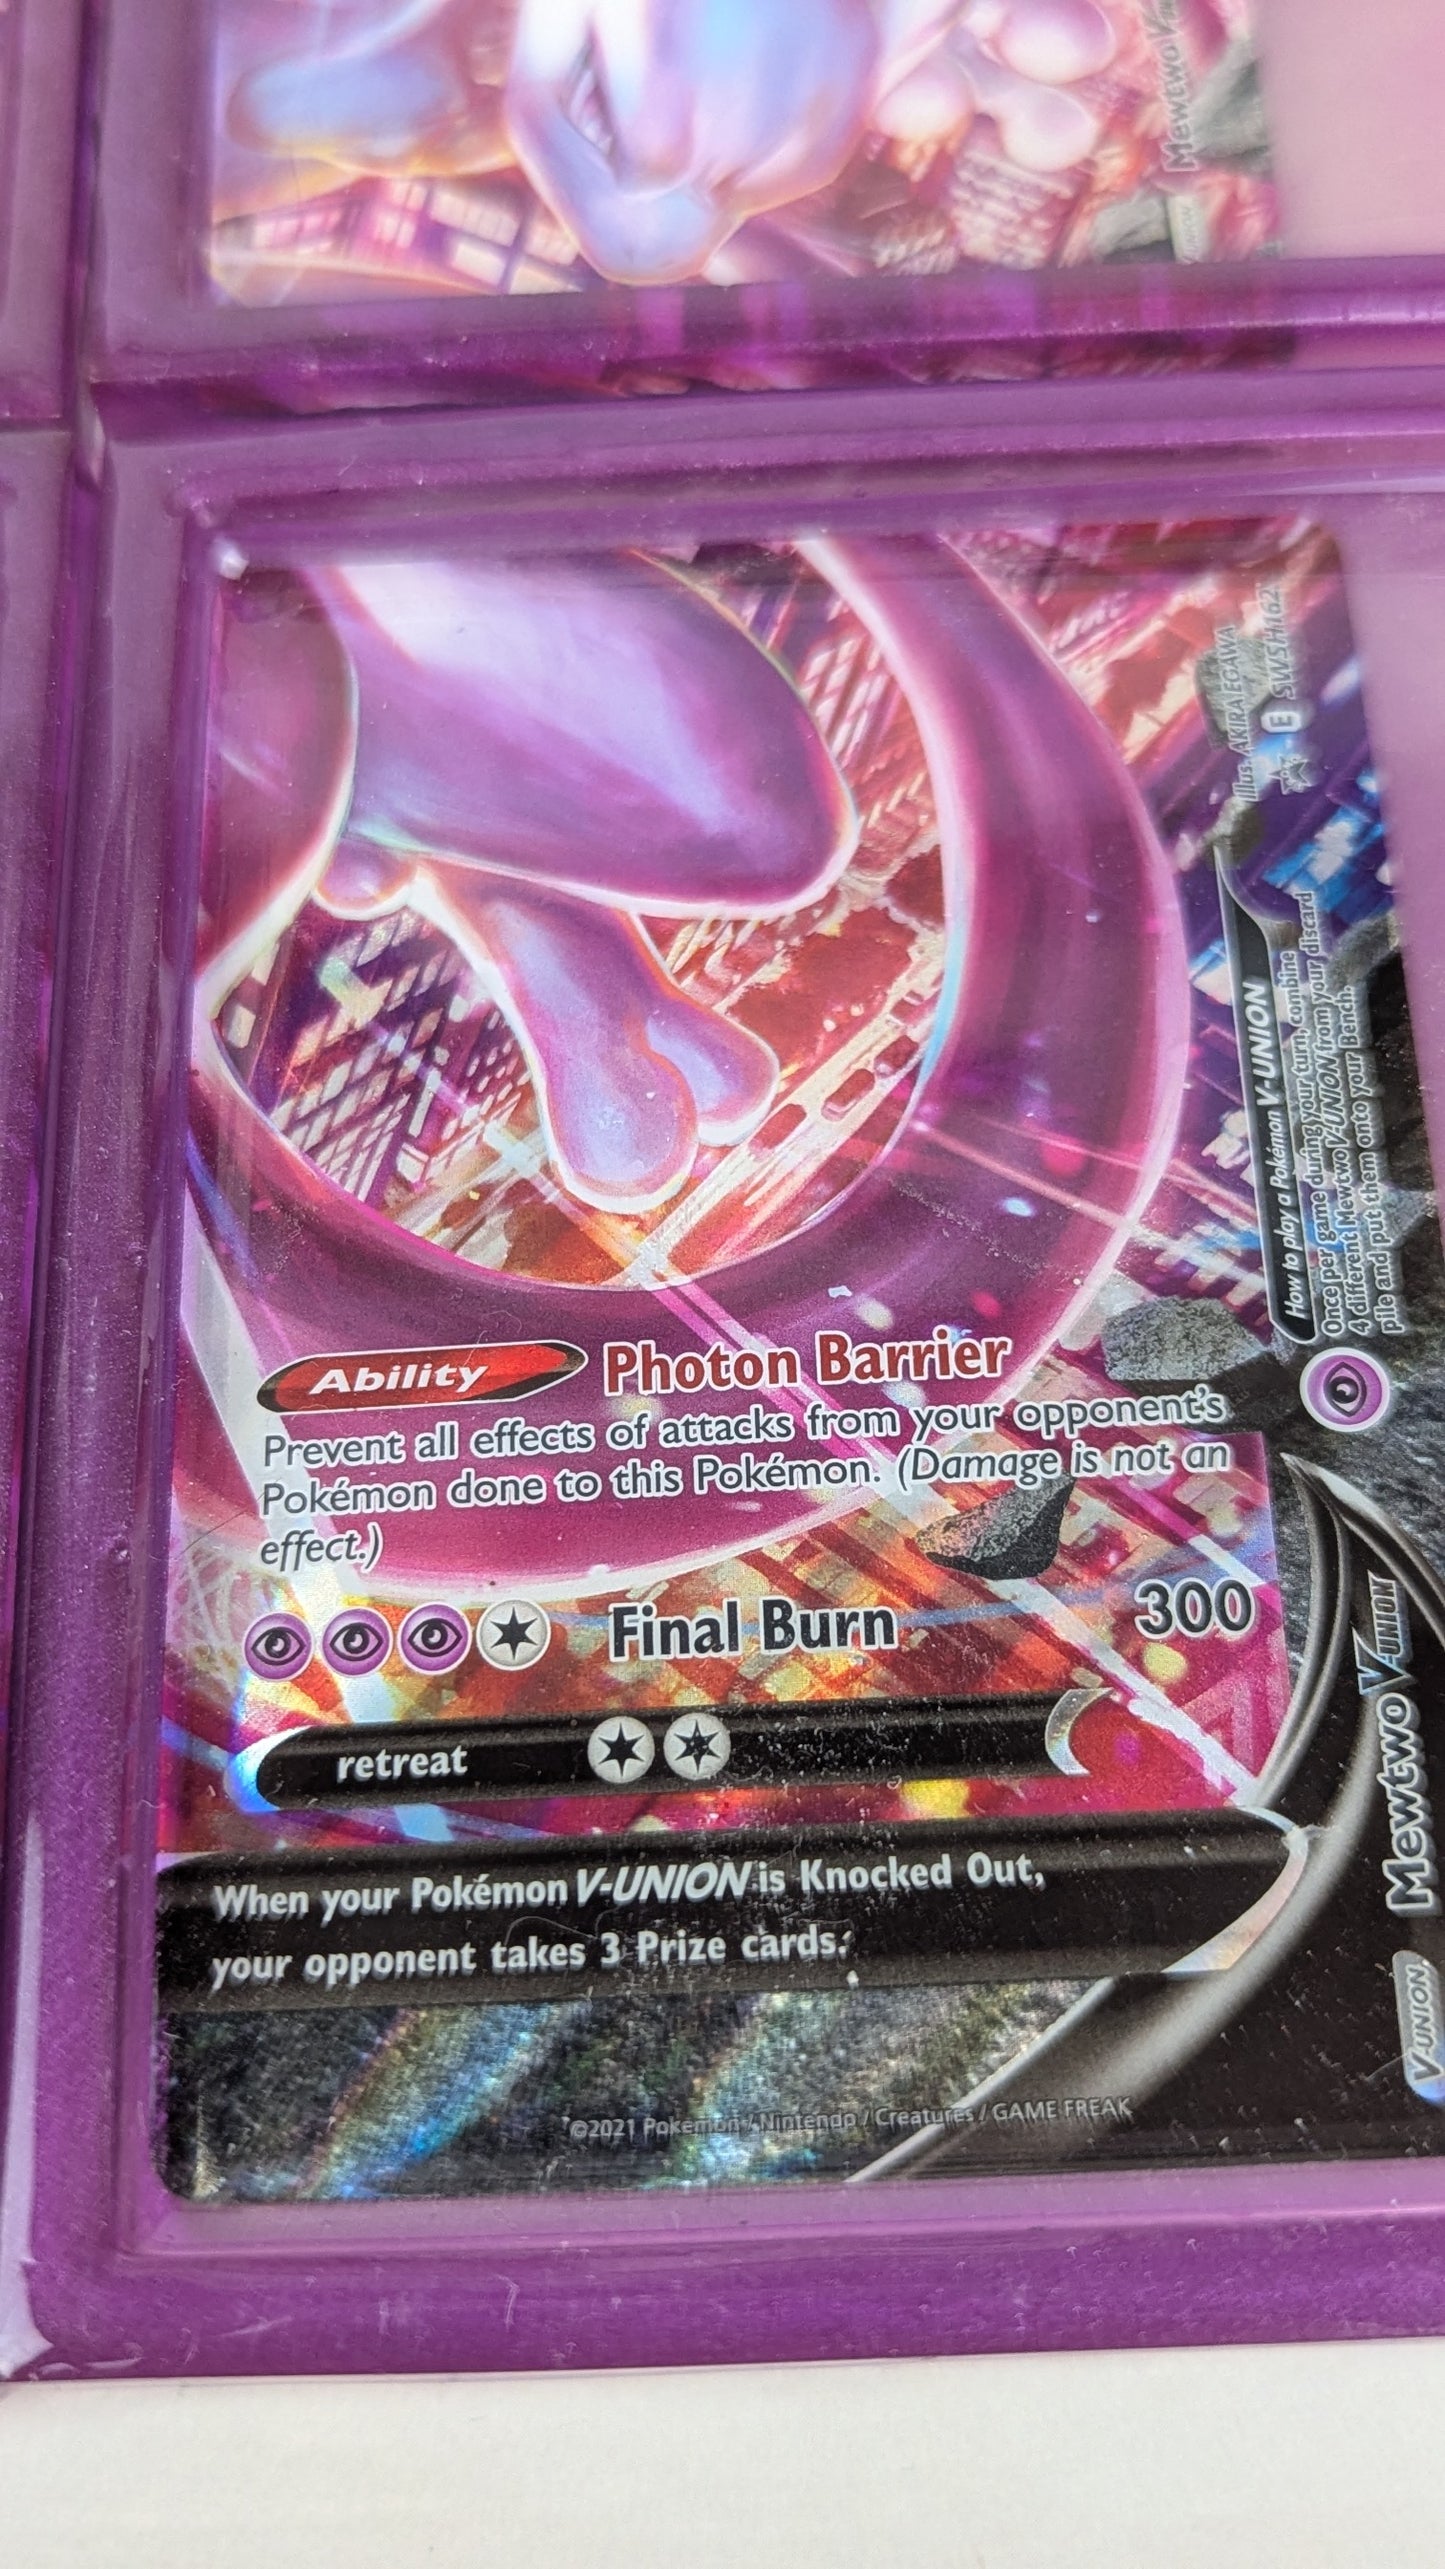 Mewtwo V
V-UNION
Illus. AKIRA EGAWA
E SWSH162
How to play a Pokémon V-UNION
Once per game during your turn, combine
4 different Mewtwo V-UNION from your discard
pile and put them onto your Bench.
Ability Photon Barrier
Prevent all effects of attacks from your opponent's
Pokémon done to this Pokémon. (Damage is not an
effect.)
Final Burn 300
retreat
When your Pokémon V-UNION is Knocked Out,
your opponent takes 3 Prize cards.
Mewtwo V-UNION
V-UNION
©2021 Pokémon / Nintendo / Creatures / GAME FREAK